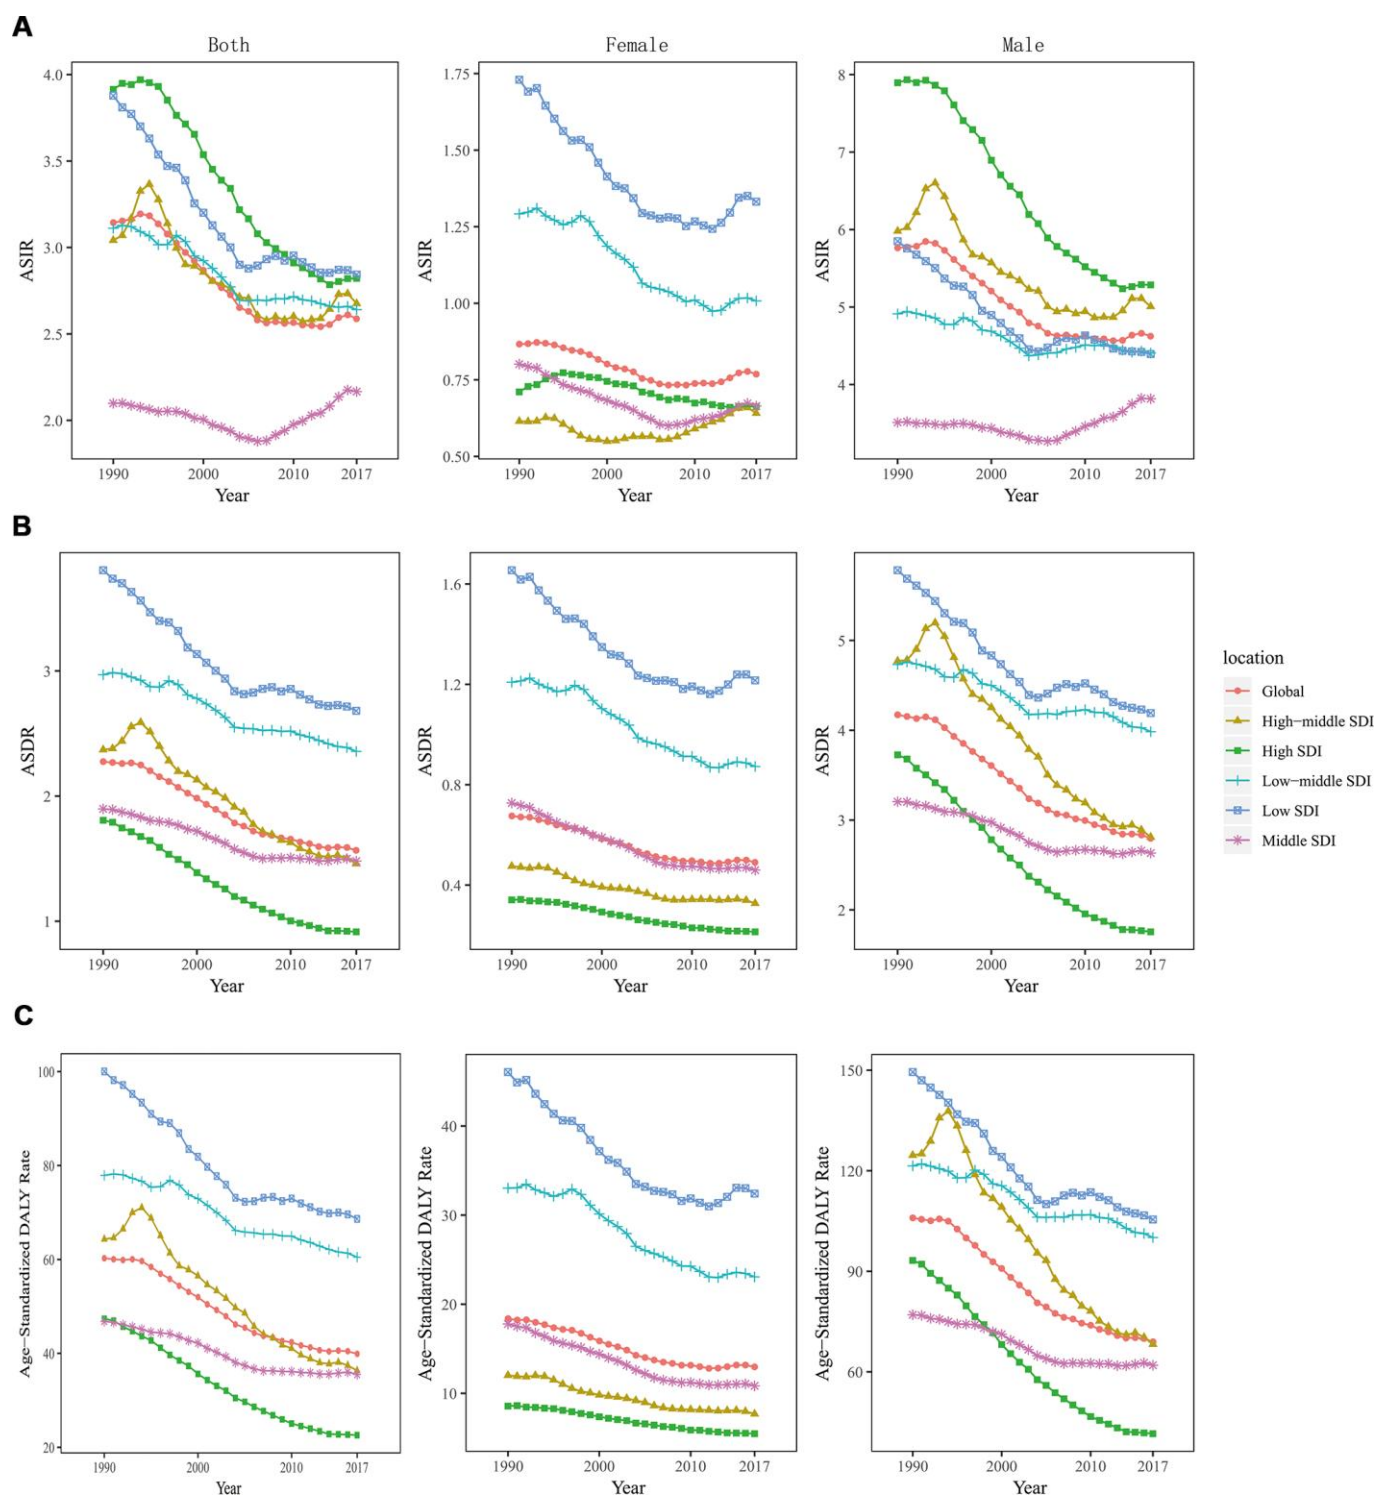 A
Both
Female
Male
4.0
3.5
3.0
2.5
2.0
ASIR
1990
2000
2010
2017
Year
1.75
1.50
1.25
1.00
0.75
0.50
ASIR
1990
2000
2010
2017
Year
8
7
6
5
4
ASIR
1990
2000
2010
2017
Year
B
3
2
1
ASDR
1990
2000
2010
2017
Year
1.6
1.2
0.8
0.4
ASDR
1990
2000
2010
2017
Year
5
4
3
2
ASDR
1990
2000
2010
2017
Year
location
Global
High−middle SDI
High SDI
Low−middle SDI
Low SDI
Middle SDI
C
100
80
60
40
20
Age−Standardized DALY Rate
1990
2000
2010
2017
Year
40
30
20
10
Age−Standardized DALY Rate
1990
2000
2010
2017
Year
150
120
90
60
Age−Standardized DALY Rate
1990
2000
2010
2017
Year